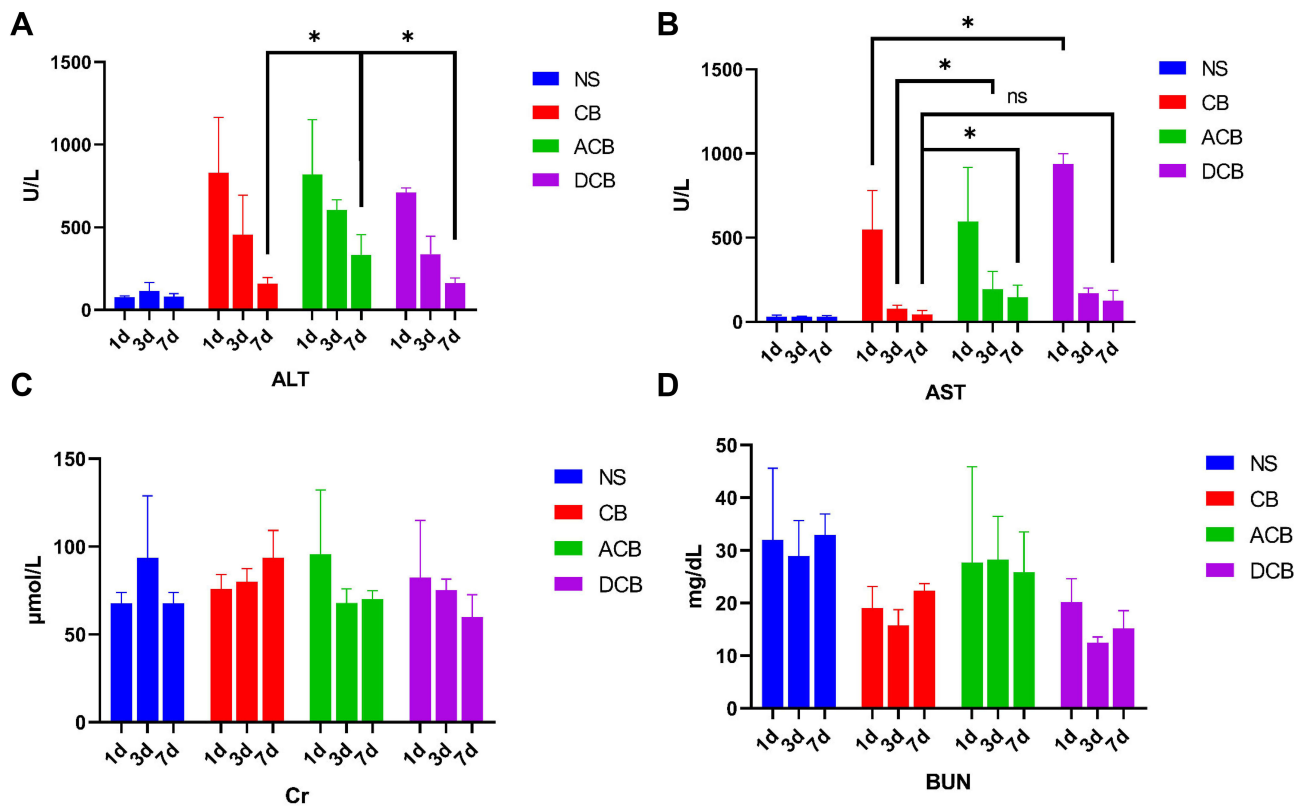 A
1500
1000
500
0
U/L
* *
NS
CB
ACB
DCB
1d 3d 7d 1d 3d 7d 1d 3d 7d 1d 3d 7d
ALT
B
1500
1000
500
0
U/L
*
*
ns
*
NS
CB
ACB
DCB
1d 3d 7d 1d 3d 7d 1d 3d 7d 1d 3d 7d
AST
C
150
100
50
0
µmol/L
NS
CB
ACB
DCB
1d 3d 7d 1d 3d 7d 1d 3d 7d 1d 3d 7d
Cr
D
50
40
30
20
10
0
mg/dL
NS
CB
ACB
DCB
1d 3d 7d 1d 3d 7d 1d 3d 7d 1d 3d 7d
BUN